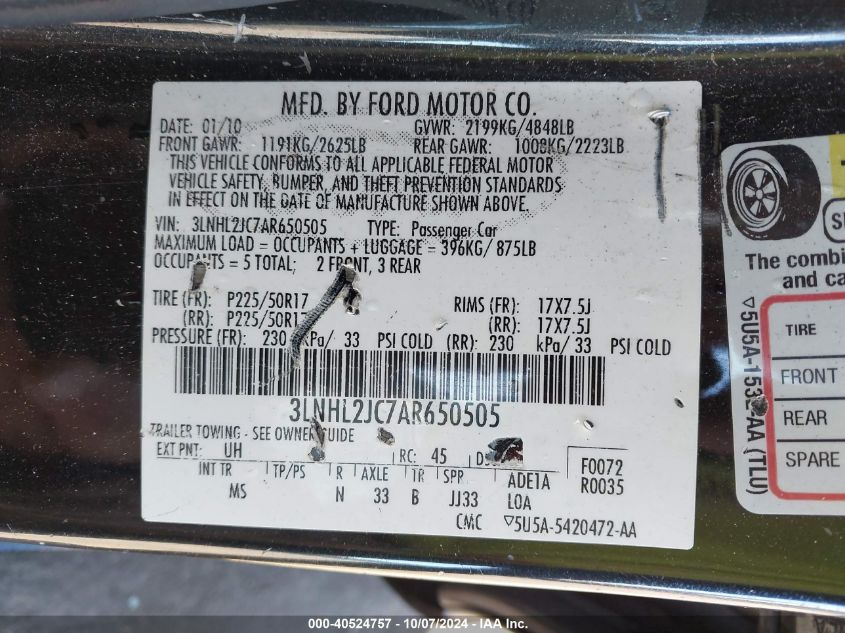 MFD. BY FORD MOTOR CO.
DATE: 01/10 GVWR: 2199KG/4848LB
FRONT GAWR: 1191KG/2625LB REAR GAWR: 1008KG/2223LB
THIS VEHICLE CONFORMS TO ALL APPLICABLE FEDERAL MOTOR
VEHICLE SAFETY, BUMPER, AND THEFT PREVENTION STANDARDS
IN EFFECT ON THE DATE OF MANUFACTURE SHOWN ABOVE.
VIN: 3LNHL2JC7AR650505 TYPE: Passenger Car
MAXIMUM LOAD = OCCUPANTS + LUGGAGE = 396KG/ 875LB
OCCUPANTS = 5 TOTAL; 2 FRONT, 3 REAR
TIRE (FR): P225/50R17 RIMS (FR): 17X7.5J
(RR): P225/50R17 (RR): 17X7.5J
PRESSURE (FR): 230 kPa/ 33 PSI COLD (RR): 230 kPa/ 33 PSI COLD
3LNHL2JC7AR650505
TRAILER TOWING - SEE OWNER GUIDE
EXT PNT: UH RC: 45 F0072
INT TR TP/PS R AXLE TR SPR ADE1A R0035
MS N 33 B JJ33 LOA
CMC ▽5U5A-5420472-AA
The combi
and ca
TIRE
FRONT
REAR
SPARE
000-40524757 - 10/07/2024 - IAA Inc.